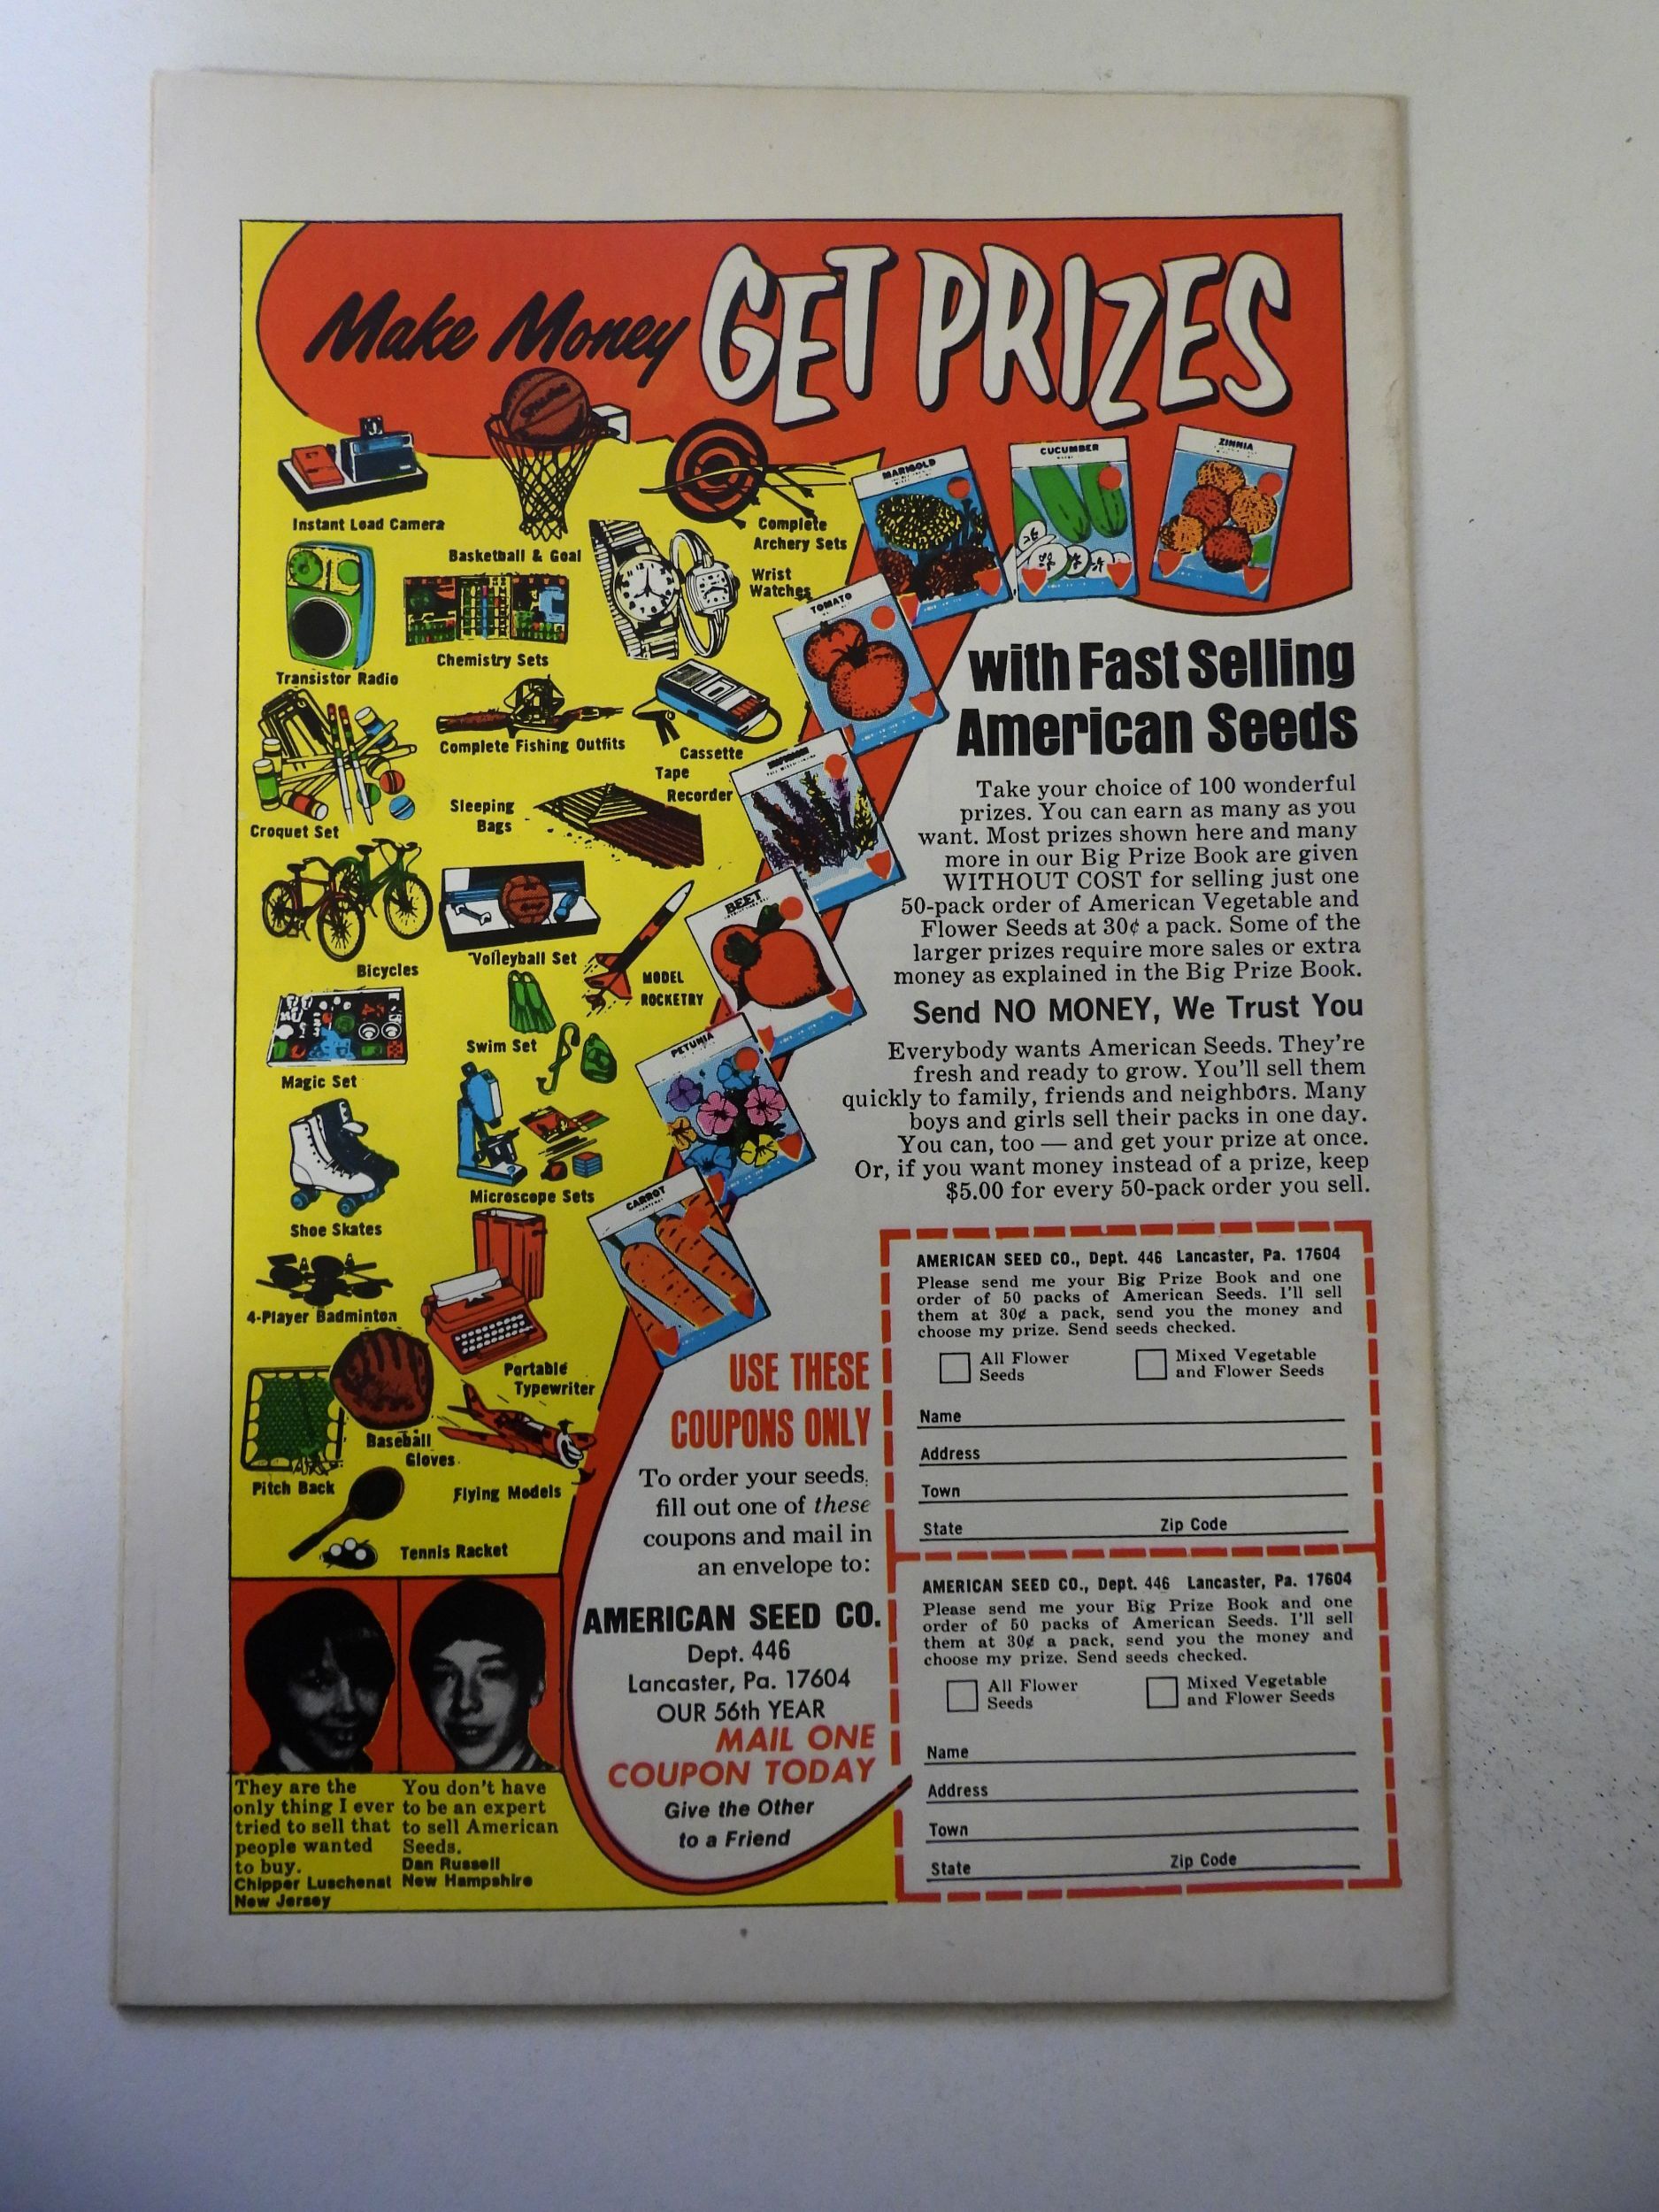 Make Money GET PRIZES
Instant Load Camera
Basketball & Goal
Complete
Archery Sets
Wrist
Watches
Transistor Radio
Chemistry Sets
Complete Fishing Outfits
Cassette
Tape
Recorder
Croquet Set
Sleeping
Bags
Bicycles
Volleyball Set
MODEL
ROCKETRY
Magic Set
Swim Set
Shoe Skates
Microscope Sets
4-Player Badminton
Portable
Typewriter
Pitch Back
Baseball
Gloves
Flying Models
Tennis Racket
MARIGOLD
CUCUMBER
ZINNIA
TOMATO
BEET
PETUNIA
CARROT
with Fast Selling
American Seeds
Take your choice of 100 wonderful
prizes. You can earn as many as you
want. Most prizes shown here and many
more in our Big Prize Book are given
WITHOUT COST for selling just one
50-pack order of American Vegetable and
Flower Seeds at 30¢ a pack. Some of the
larger prizes require more sales or extra
money as explained in the Big Prize Book.
Send NO MONEY, We Trust You
Everybody wants American Seeds. They're
fresh and ready to grow. You'll sell them
quickly to family, friends and neighbors. Many
boys and girls sell their packs in one day.
You can, too — and get your prize at once.
Or, if you want money instead of a prize, keep
$5.00 for every 50-pack order you sell.
USE THESE
COUPONS ONLY
To order your seeds,
fill out one of these
coupons and mail in
an envelope to:
AMERICAN SEED CO.
Dept. 446
Lancaster, Pa. 17604
OUR 56th YEAR
MAIL ONE
COUPON TODAY
Give the Other
to a Friend
AMERICAN SEED CO., Dept. 446 Lancaster, Pa. 17604
Please send me your Big Prize Book and one
order of 50 packs of American Seeds. I'll sell
them at 30¢ a pack, send you the money and
choose my prize. Send seeds checked.
All Flower
Seeds
Mixed Vegetable
and Flower Seeds
Name
Address
Town
State Zip Code
AMERICAN SEED CO., Dept. 446 Lancaster, Pa. 17604
Please send me your Big Prize Book and one
order of 50 packs of American Seeds. I'll sell
them at 30¢ a pack, send you the money and
choose my prize. Send seeds checked.
All Flower
Seeds
Mixed Vegetable
and Flower Seeds
Name
Address
Town
State Zip Code
They are the
only thing I ever
tried to sell that
people wanted
to buy.
Chipper Luschenat
New Jersey
You don't have
to be an expert
to sell American
Seeds.
Dan Russell
New Hampshire